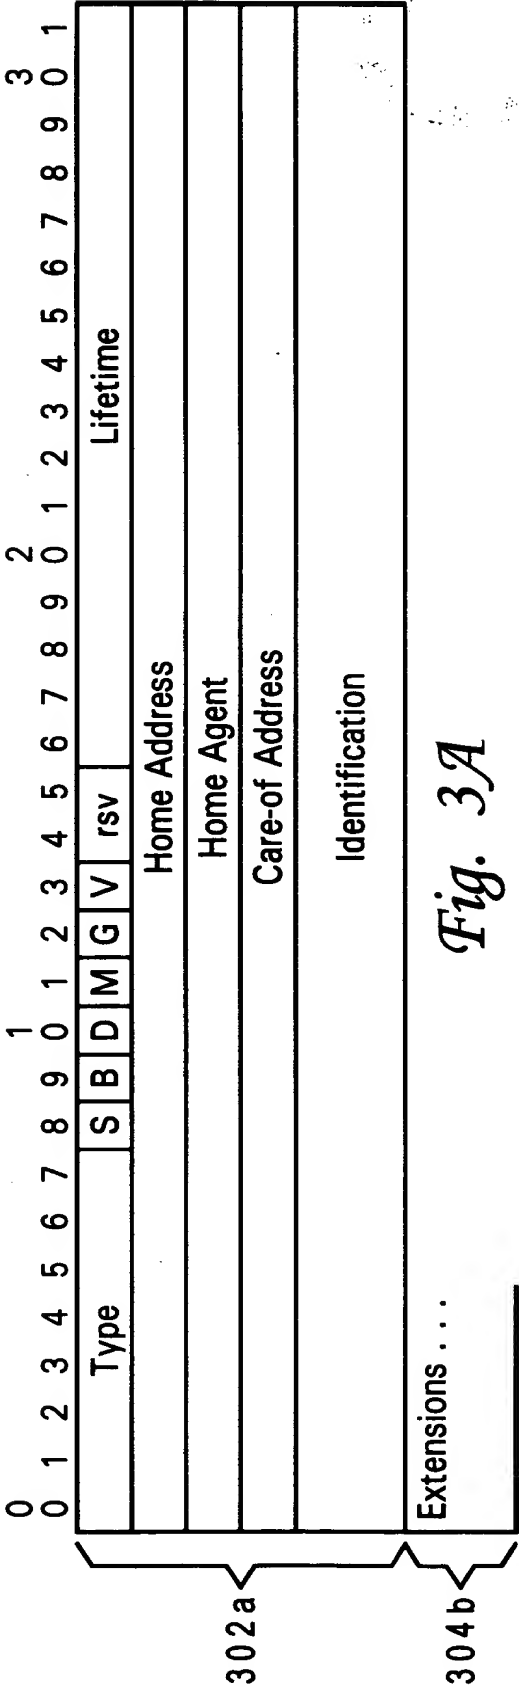 0 1 2 3
0 1 2 3 4 5 6 7 8 9 0 1 2 3 4 5 6 7 8 9 0 1 2 3 4 5 6 7 8 9 0 1
Type S B D M G V rsv Lifetime
Home Address
Home Agent
Care-of Address
Identification
Extensions . . .
302a
304b
Fig. 3A